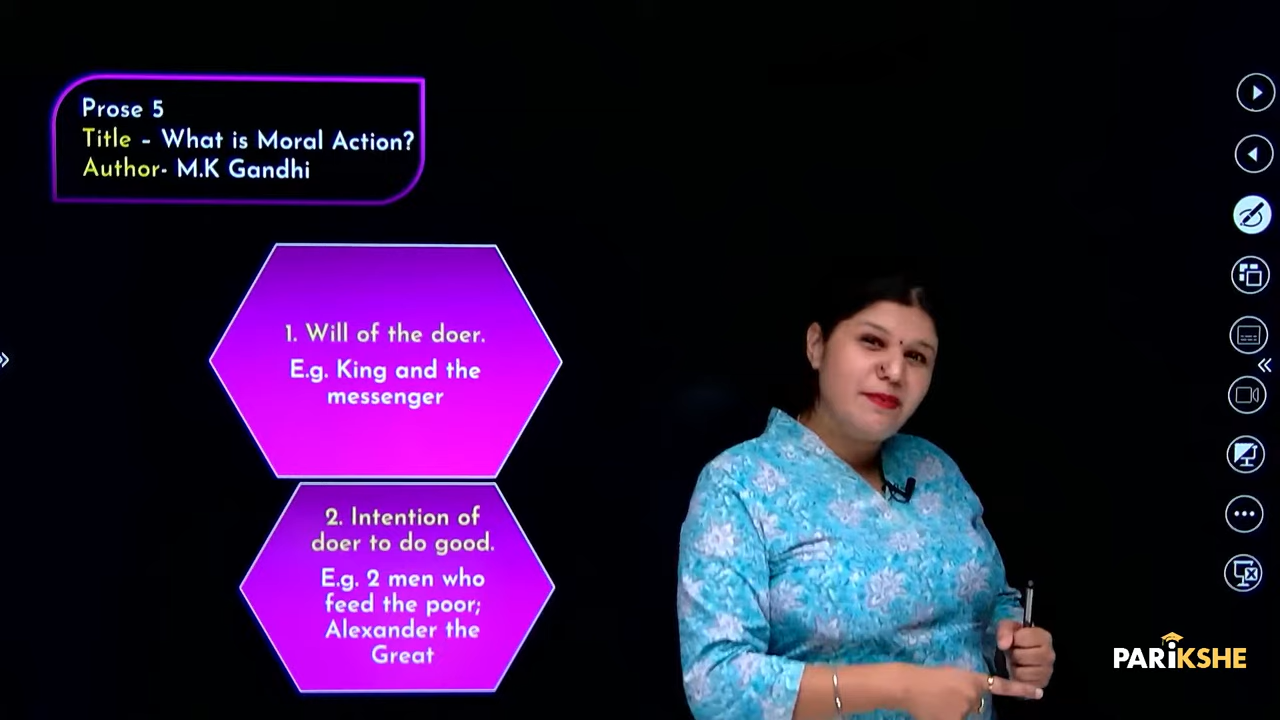 Prose 5
Title – What is Moral Action?
Author- M.K Gandhi
1. Will of the doer.
E.g. King and the
messenger
2. Intention of
doer to do good.
E.g. 2 men who
feed the poor;
Alexander the
Great
PARIKSHE